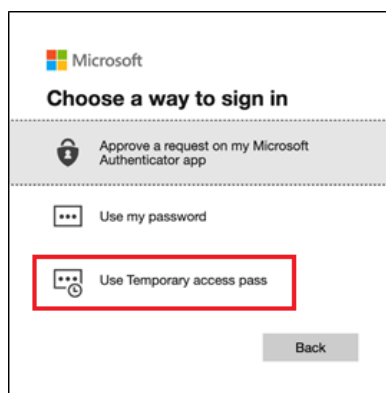 Microsoft
Choose a way to sign in
Approve a request on my Microsoft
Authenticator app
Use my password
Use Temporary access pass
Back